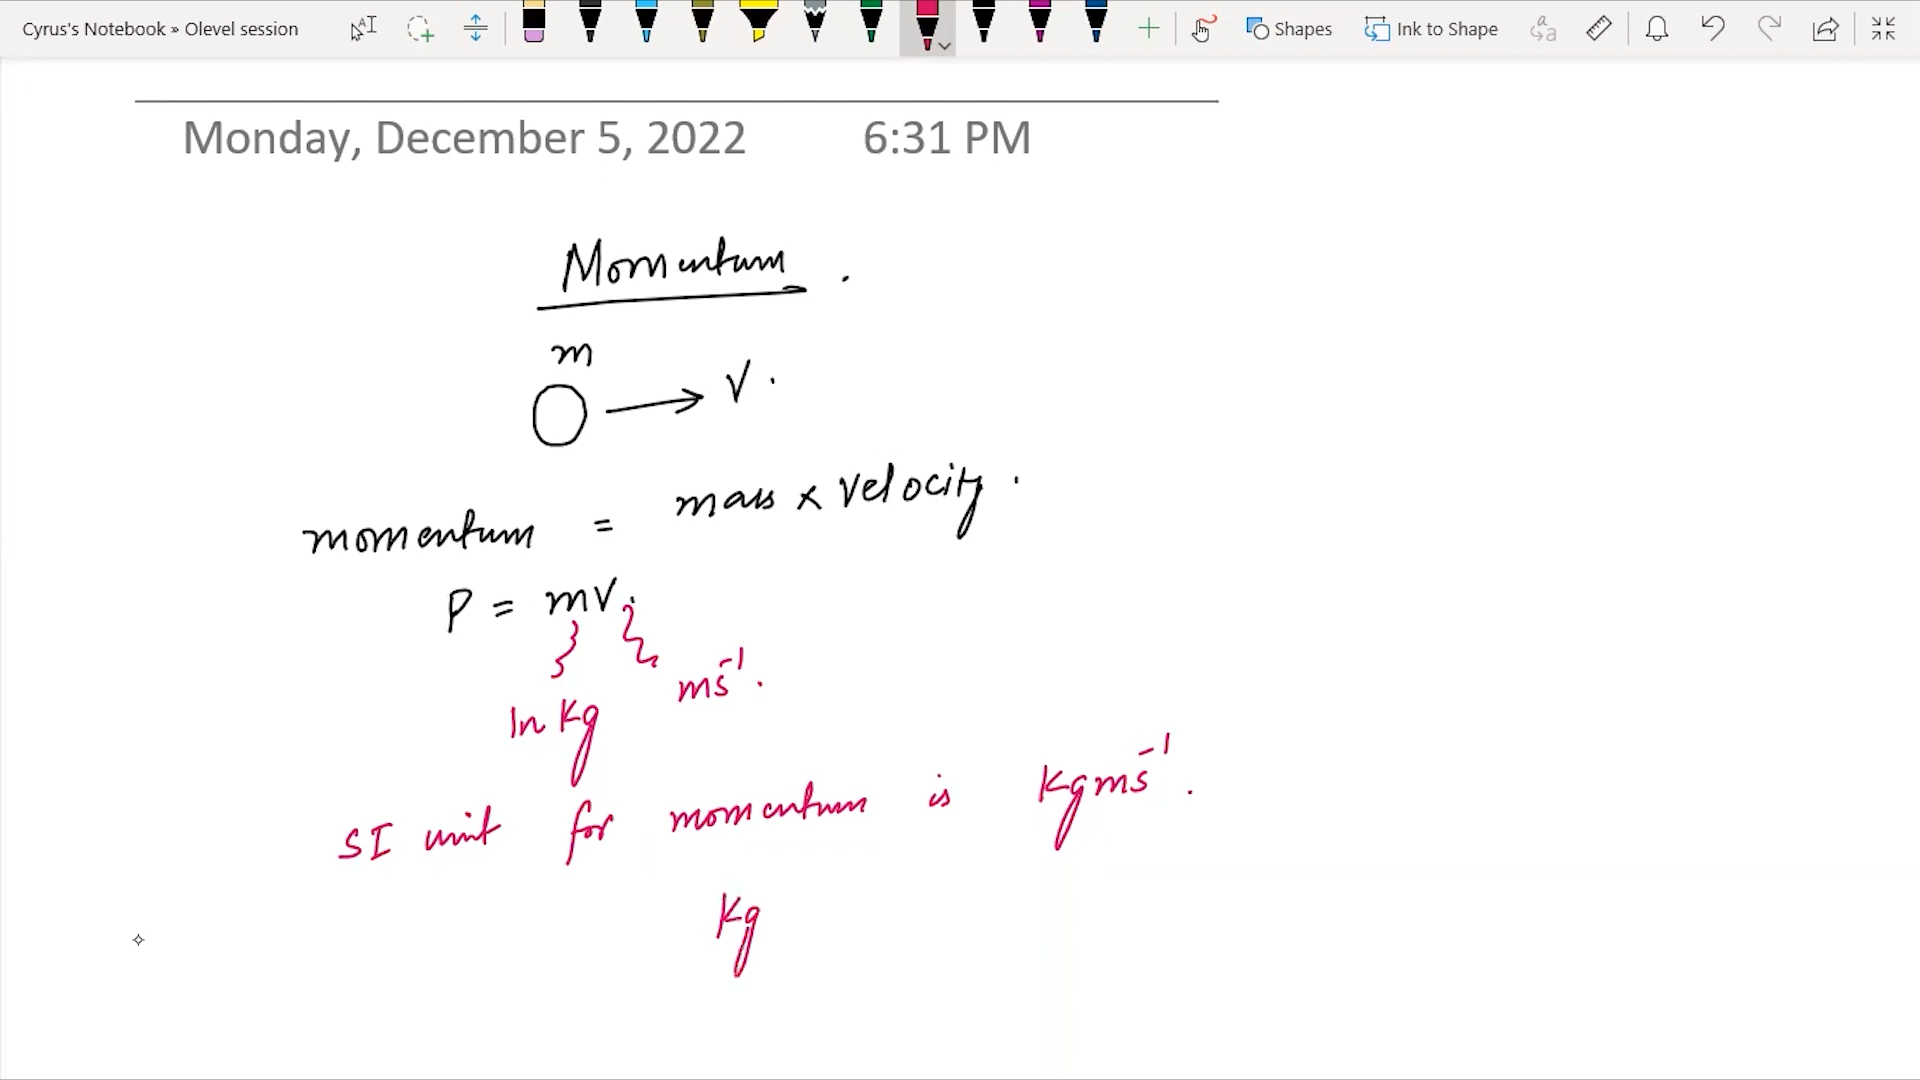 Cyrus's Notebook » Olevel session
Shapes
Ink to Shape
Monday, December 5, 2022 6:31 PM
Momentum .
m
V .
momentum = mass x velocity .
P = mv .
In Kg
ms⁻¹ .
SI unit for momentum is Kgms⁻¹ .
Kg